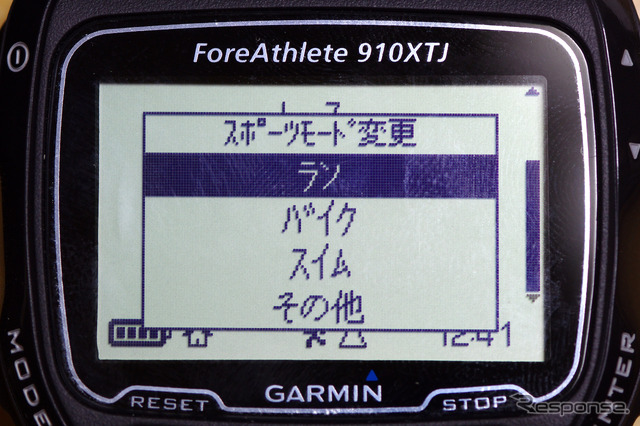 ForeAthlete 910XTJ
スポーツモード変更
ラン
バイク
スイム
その他
12:41
MODE
GARMIN
RESET
STOP
Response.